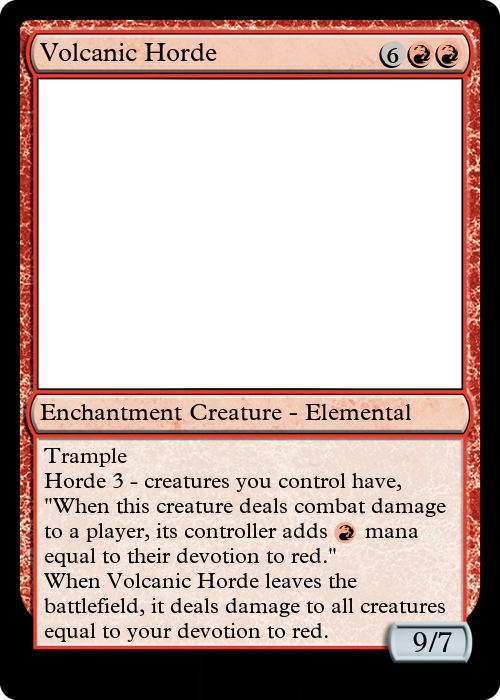 Volcanic Horde 6
Enchantment Creature - Elemental
Trample
Horde 3 - creatures you control have,
"When this creature deals combat damage
to a player, its controller adds mana
equal to their devotion to red."
When Volcanic Horde leaves the
battlefield, it deals damage to all creatures
equal to your devotion to red.
9/7